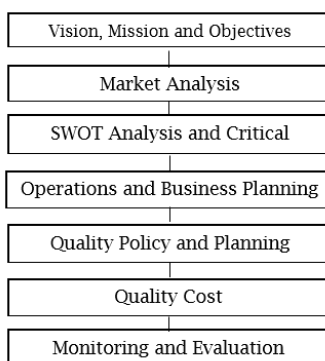 Vision, Mission and Objectives
Market Analysis
SWOT Analysis and Critical
Operations and Business Planning
Quality Policy and Planning
Quality Cost
Monitoring and Evaluation